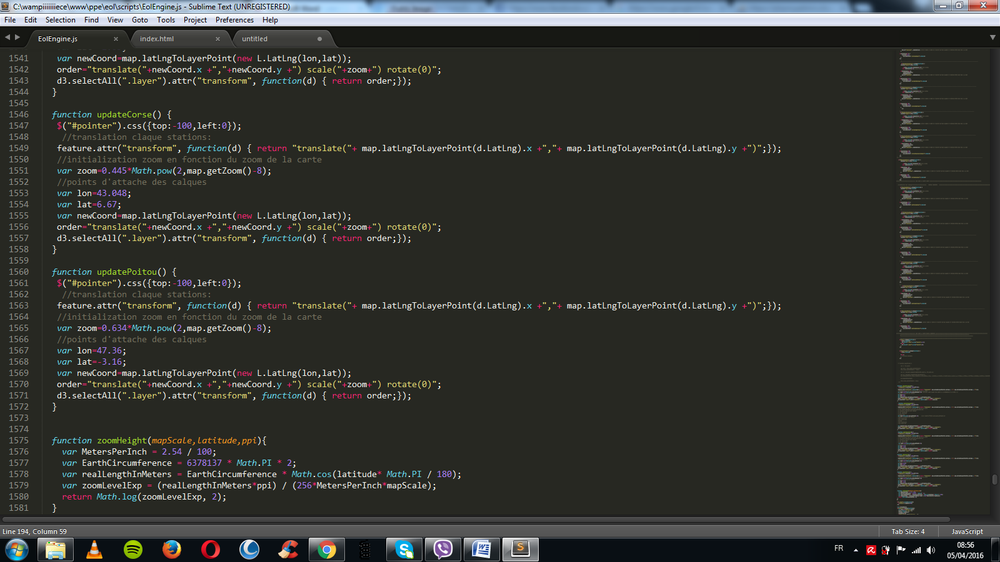 C:\wampiiiiiiiece\www\ppe\eol\scripts\EolEngine.js - Sublime Text (UNREGISTERED)
File Edit Selection Find View Goto Tools Project Preferences Help
EolEngine.js × index.html × untitled
1541 var newCoord=map.latLngToLayerPoint(new L.LatLng(lon,lat));
1542 order="translate("+newCoord.x +","+newCoord.y +") scale("+zoom+") rotate(0)";
1543 d3.selectAll(".layer").attr("transform", function(d) { return order;});
1544 }
1545
1546 function updateCorse() {
1547 $("#pointer").css({top:-100,left:0});
1548 //translation claque stations:
1549 feature.attr("transform", function(d) { return "translate("+ map.latLngToLayerPoint(d.LatLng).x +","+ map.latLngToLayerPoint(d.LatLng).y +")";});
1550 //initialization zoom en fonction du zoom de la carte
1551 var zoom=0.445*Math.pow(2,map.getZoom()-8);
1552 //points d'attache des calques
1553 var lon=43.048;
1554 var lat=6.67;
1555 var newCoord=map.latLngToLayerPoint(new L.LatLng(lon,lat));
1556 order="translate("+newCoord.x +","+newCoord.y +") scale("+zoom+") rotate(0)";
1557 d3.selectAll(".layer").attr("transform", function(d) { return order;});
1558 }
1559
1560 function updatePoitou() {
1561 $("#pointer").css({top:-100,left:0});
1562 //translation claque stations:
1563 feature.attr("transform", function(d) { return "translate("+ map.latLngToLayerPoint(d.LatLng).x +","+ map.latLngToLayerPoint(d.LatLng).y +")";});
1564 //initialization zoom en fonction du zoom de la carte
1565 var zoom=0.634*Math.pow(2,map.getZoom()-8);
1566 //points d'attache des calques
1567 var lon=47.36;
1568 var lat=-3.16;
1569 var newCoord=map.latLngToLayerPoint(new L.LatLng(lon,lat));
1570 order="translate("+newCoord.x +","+newCoord.y +") scale("+zoom+") rotate(0)";
1571 d3.selectAll(".layer").attr("transform", function(d) { return order;});
1572 }
1573
1574
1575 function zoomHeight(mapScale,latitude,ppi){
1576 var MetersPerInch = 2.54 / 100;
1577 var EarthCircumference = 6378137 * Math.PI * 2;
1578 var realLengthInMeters = EarthCircumference * Math.cos(latitude* Math.PI / 180);
1579 var zoomLevelExp = (realLengthInMeters*ppi) / (256*MetersPerInch*mapScale);
1580 return Math.log(zoomLevelExp, 2);
1581 }
Line 194, Column 59 Tab Size: 4 JavaScript
FR 08:56
05/04/2016